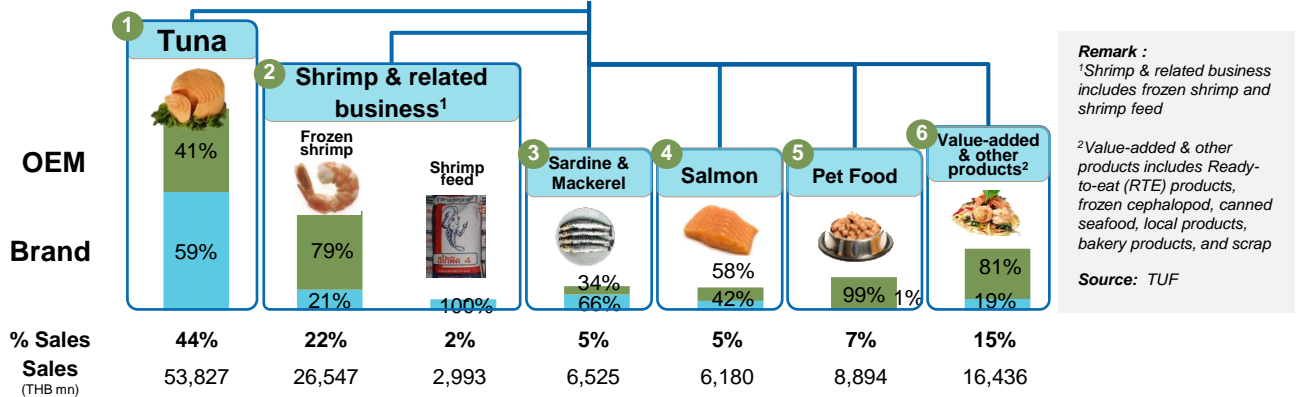 1
Tuna
2
Shrimp & related
business1
Frozen
shrimp
Shrimp
feed
3
Sardine &
Mackerel
4
Salmon
5
Pet Food
6
Value-added
& other
products2
OEM
Brand
41%
59%
79%
21%
100%
34%
66%
58%
42%
99%
1%
81%
19%
% Sales
44%
22%
2%
5%
5%
7%
15%
Sales
(THB mn)
53,827
26,547
2,993
6,525
6,180
8,894
16,436
Remark :
1Shrimp & related business
includes frozen shrimp and
shrimp feed
2Value-added & other
products includes Ready-
to-eat (RTE) products,
frozen cephalopod, canned
seafood, local products,
bakery products, and scrap
Source: TUF